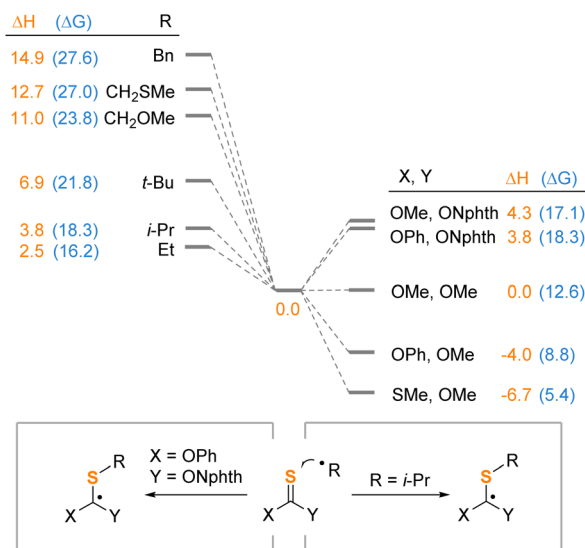 ΔH (ΔG) R
14.9 (27.6) Bn
12.7 (27.0) CH₂SMe
11.0 (23.8) CH₂OMe
6.9 (21.8) t-Bu
3.8 (18.3) i-Pr
2.5 (16.2) Et
0.0
X, Y ΔH (ΔG)
OMe, ONphth 4.3 (17.1)
OPh, ONphth 3.8 (18.3)
OMe, OMe 0.0 (12.6)
OPh, OMe -4.0 (8.8)
SMe, OMe -6.7 (5.4)
R
S
X
Y
X = OPh
Y = ONphth
S
•R
X
Y
R = i-Pr
R
S
X
Y